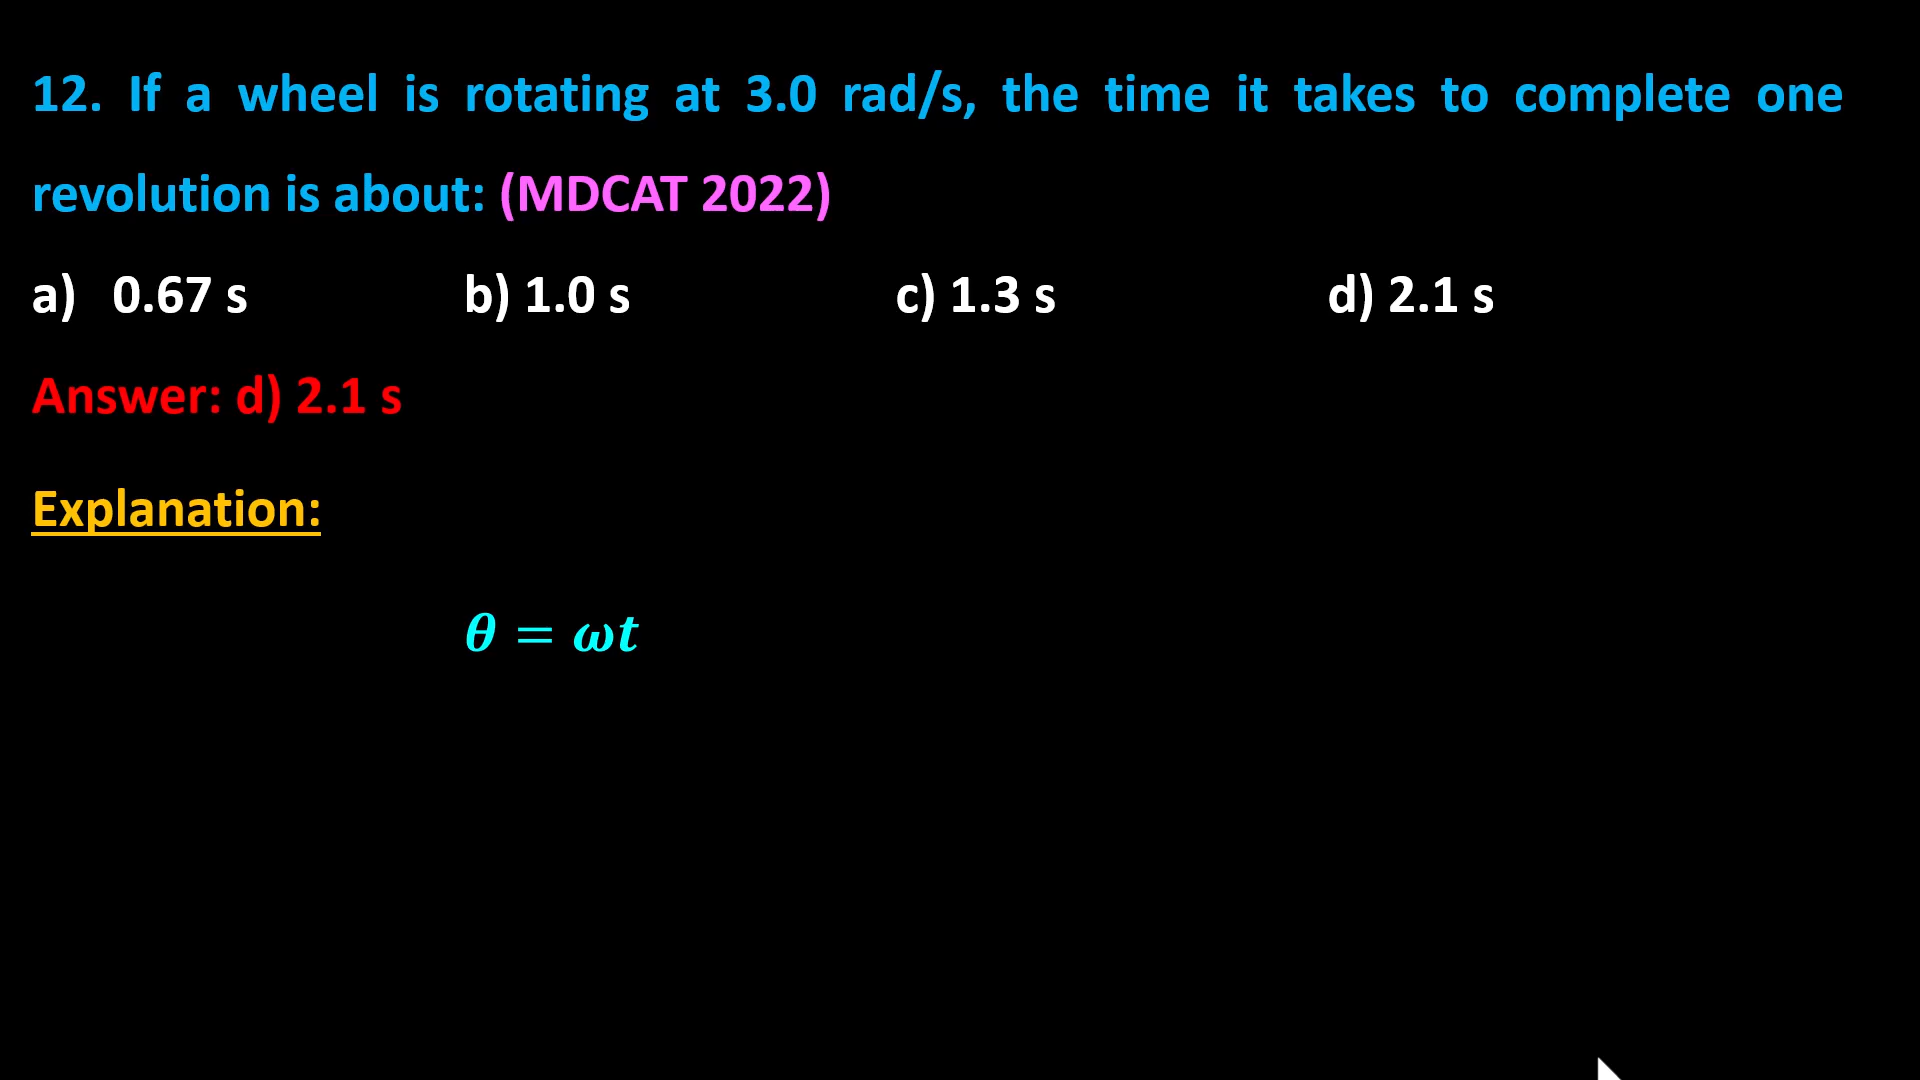 12. If a wheel is rotating at 3.0 rad/s, the time it takes to complete one
revolution is about: (MDCAT 2022)
a) 0.67 s b) 1.0 s c) 1.3 s d) 2.1 s
Answer: d) 2.1 s
Explanation:
θ = ωt